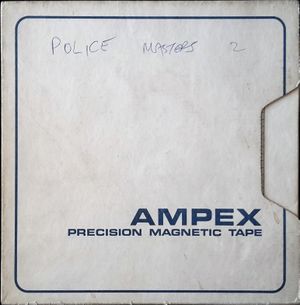 POLICE MASTERS 2
AMPEX
PRECISION MAGNETIC TAPE